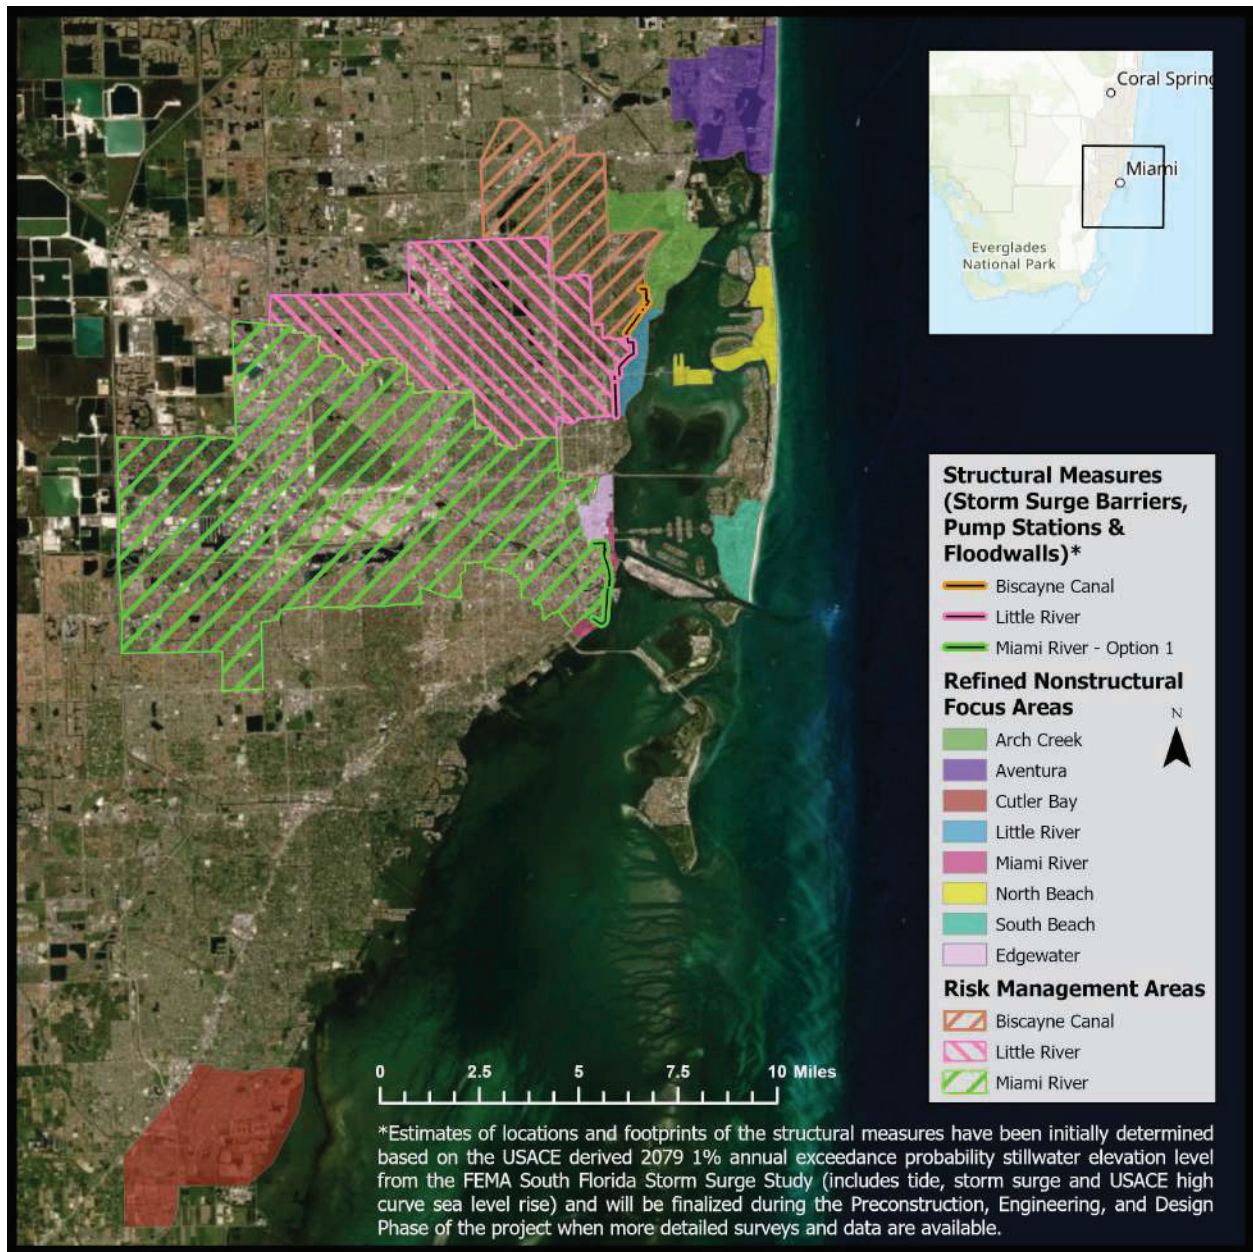 Coral Spring
Miami
Everglades
National Park
Structural Measures
(Storm Surge Barriers,
Pump Stations &
Floodwalls)*
Biscayne Canal
Little River
Miami River - Option 1
Refined Nonstructural
Focus Areas
N
Arch Creek
Aventura
Cutler Bay
Little River
Miami River
North Beach
South Beach
Edgewater
Risk Management Areas
Biscayne Canal
Little River
Miami River
0 2.5 5 7.5 10 Miles
*Estimates of locations and footprints of the structural measures have been initially determined
based on the USACE derived 2079 1% annual exceedance probability stillwater elevation level
from the FEMA South Florida Storm Surge Study (includes tide, storm surge and USACE high
curve sea level rise) and will be finalized during the Preconstruction, Engineering, and Design
Phase of the project when more detailed surveys and data are available.